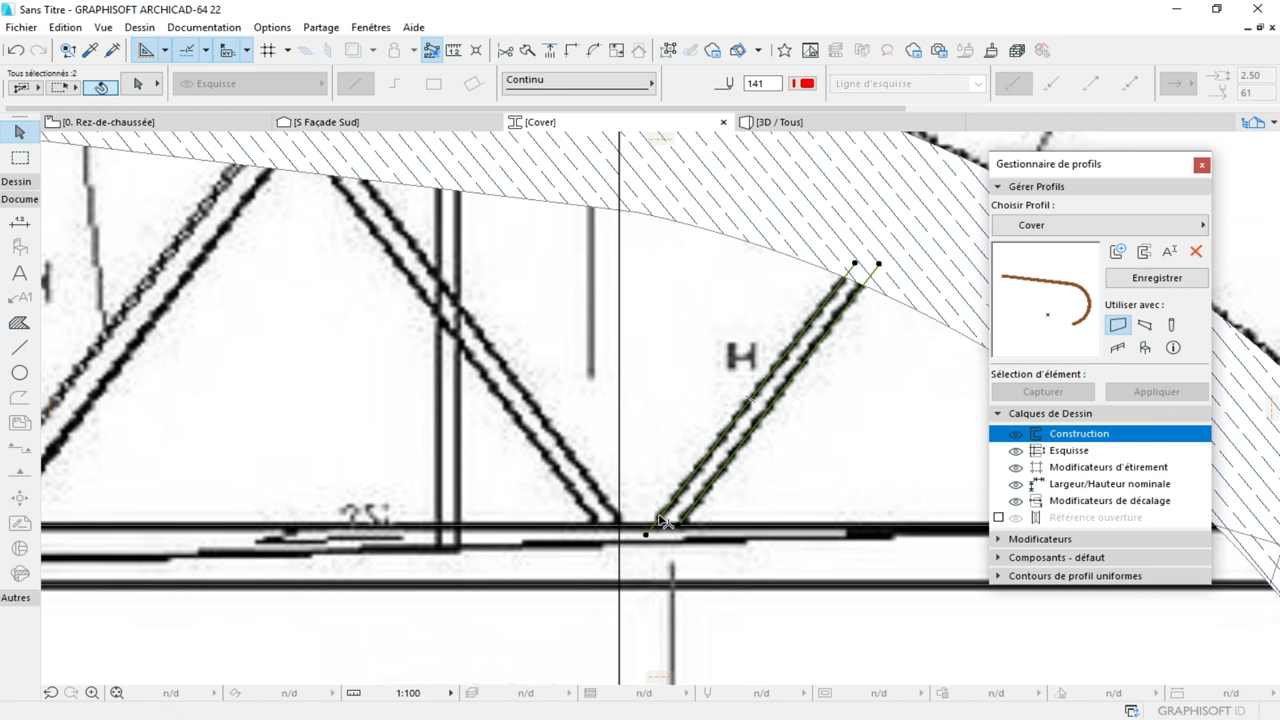 Sans Titre - GRAPHISOFT ARCHICAD-64 22
Fichier Edition Vue Dessin Options Partage Fenêtres Aide
Documentation
Tous sélectionnés :2
Esquisse
Continu
141
Ligne d'esquisse
2.50
61
[0. Rez-de-chaussée]
[S Façade Sud]
[Cover]
[3D / Tous]
Dessin
Docume
1.2
A
A1
Autres
H
Gestionnaire de profils
Gérer Profils
Choisir Profil :
Cover
Enregistrer
Utiliser avec :
Sélection d'élément :
Capturer
Appliquer
Calques de Dessin
Construction
Esquisse
Modificateurs d'étirement
Largeur/Hauteur nominale
Modificateurs de décalage
Référence ouverture
Modificateurs
Composants - défaut
Contours de profil uniformes
n/d n/d 1:100 n/d n/d n/d n/d n/d n/d n/d
GRAPHISOFT ID